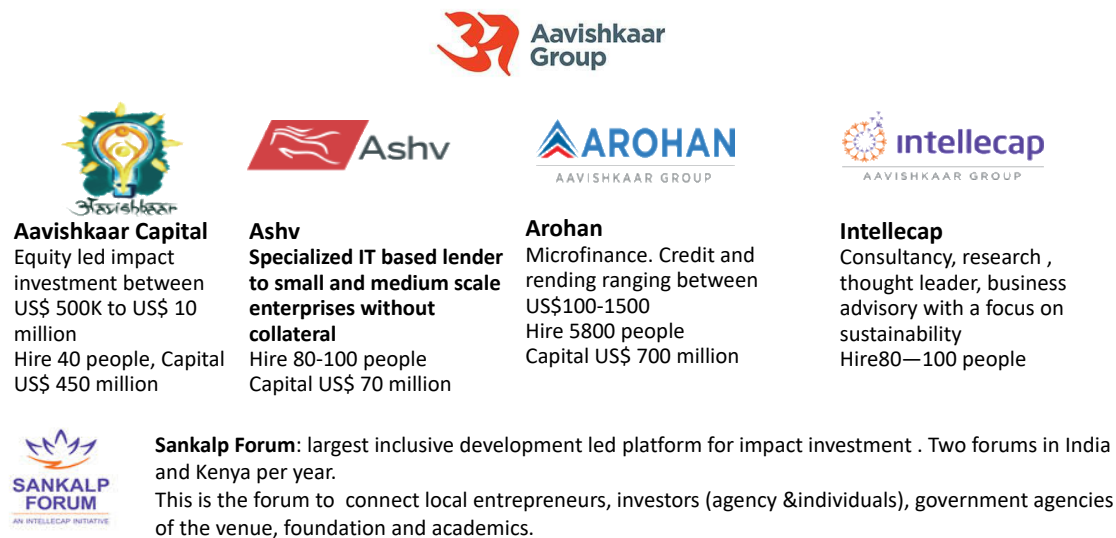 Aavishkaar
Group
Aavishkaar
Ashv
AROHAN
AAVISHKAAR GROUP
ıntellecap
AAVISHKAAR GROUP
Aavishkaar Capital
Equity led impact
investment between
US$ 500K to US$ 10
million
Hire 40 people, Capital
US$ 450 million
Ashv
Specialized IT based lender
to small and medium scale
enterprises without
collateral
Hire 80-100 people
Capital US$ 70 million
Arohan
Microfinance. Credit and
rending ranging between
US$100-1500
Hire 5800 people
Capital US$ 700 million
Intellecap
Consultancy, research ,
thought leader, business
advisory with a focus on
sustainability
Hire80—100 people
SANKALP
FORUM
AN INTELLECAP INITIATIVE
Sankalp Forum: largest inclusive development led platform for impact investment . Two forums in India
and Kenya per year.
This is the forum to  connect local entrepreneurs, investors (agency &individuals), government agencies
of the venue, foundation and academics.